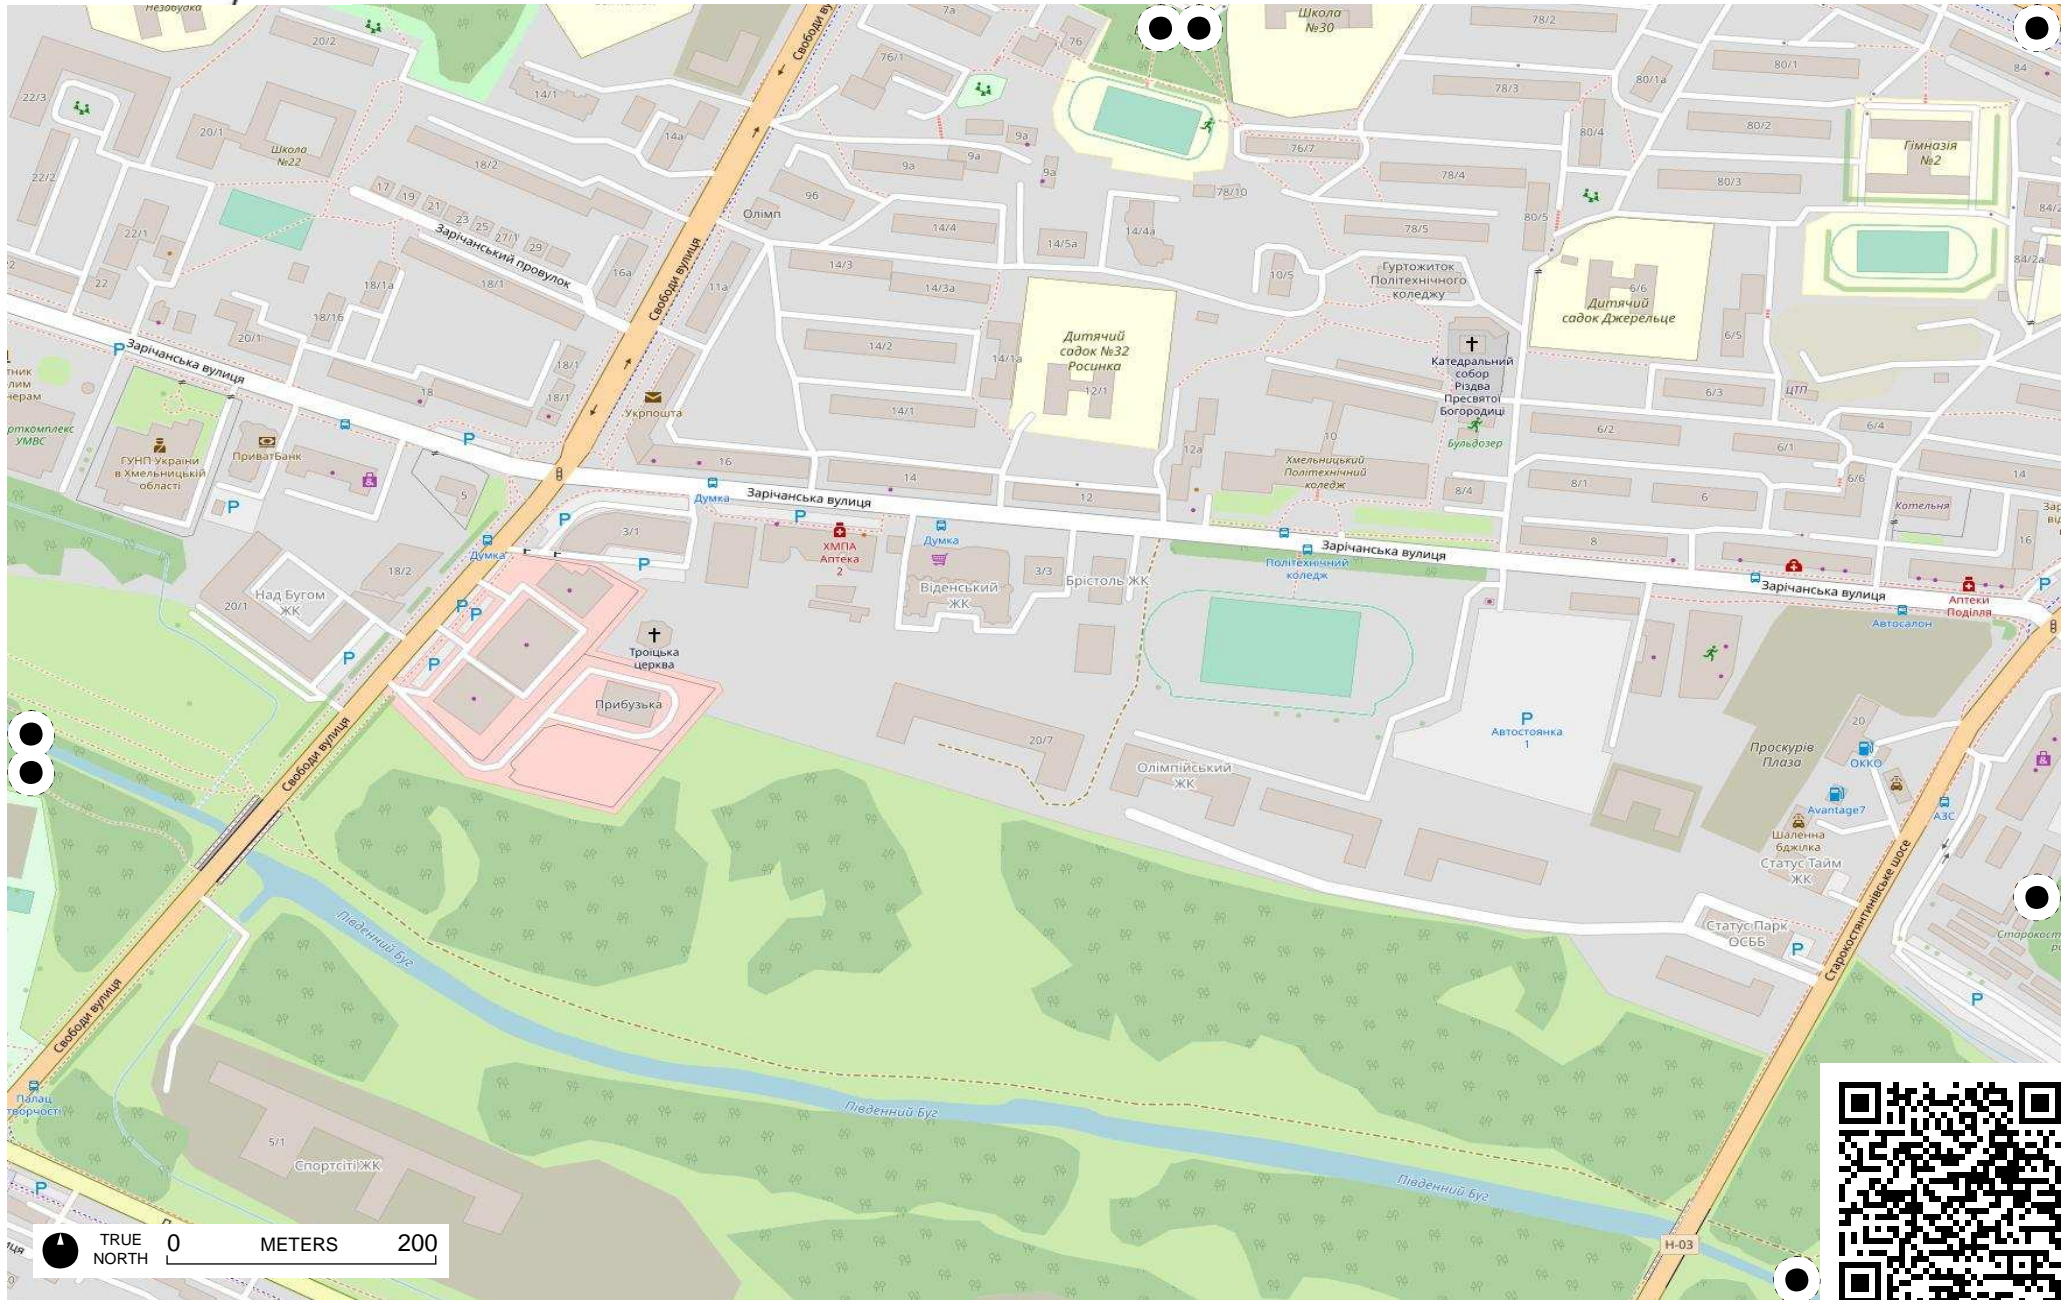 Незабудка
20/2
7а
76
Школа
№30
78/2
80/1
84
22/3
14/1
76/1
78/3
80/1а
20/1
Школа
№22
14а
9а
9а
9а
9а
76/7
80/4
80/2
Гімназія
№2
18/2
22/2
17
19
21
23
25
27/1
29
96
78/10
78/4
80/3
80/5
Зарічанський провулок
Олімп
14/4
14/5а
14/4а
78/5
22/1
22
18/1а
18/1
16а
11а
Свободи вулиця
14/3
14/3а
10/5
Гуртожиток
Політехнічного
коледжу
6/6
Дитячий
садок Джерельце
84/2а
18/16
20/1
Зарічанська вулиця
14/2
14/1а
Дитячий
садок №32
Росинка
12/1
Катедральний
собор
Різдва
Пресвятої
Богородиці
6/5
6/3
ЦТП
18/1
18/1
18
Укрпошта
14/1
10
Бульдозер
6/2
6/1
6/4
ГУНП України
в Хмельницькій
області
ПриватБанк
P
16
14
12
12а
Хмельницький
Політехнічний
коледж
8/4
8/1
6
6/6
14
Котельня
5
Думка
Зарічанська вулиця
3/1
ХМПА
Аптека
2
Думка
Думка
Зарічанська вулиця
Політехнічний
коледж
8
16
18/2
20/1
Над Бугом
ЖК
Віденський
ЖК
3/3
Брістоль ЖК
Зарічанська вулиця
Автосалон
Аптеки
Поділля
Троїцька
церква
Прибузька
20/7
Олімпійський
ЖК
P
Автостоянка
1
Проскурів
Плаза
20
ОККО
Avantage7
АЗС
Шаленна
бджілка
Статус Тайм
ЖК
Свободи вулиця
Старокостянтинівське шосе
Статус Парк
ОСББ
P
Південний Буг
Свободи вулиця
Палац
творчості
Південний Буг
5/1
Спортсіті ЖК
Південний Буг
H-03
TRUE
NORTH
0 METERS 200